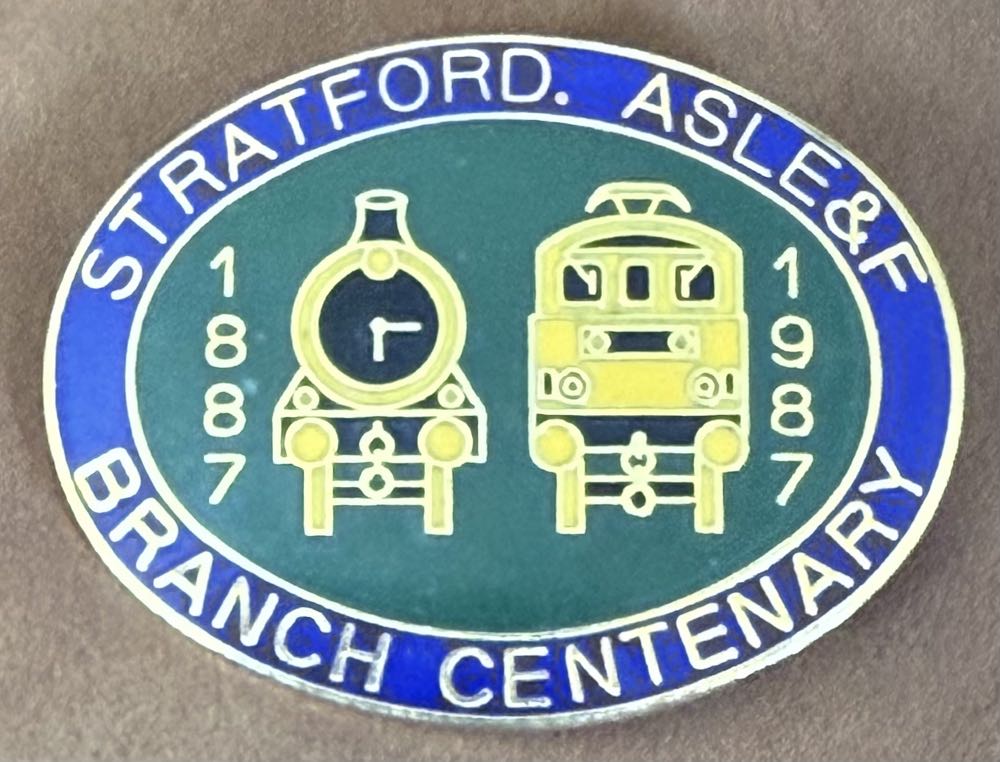 STRATFORD. ASLE&F
1887
1987
BRANCH CENTENARY